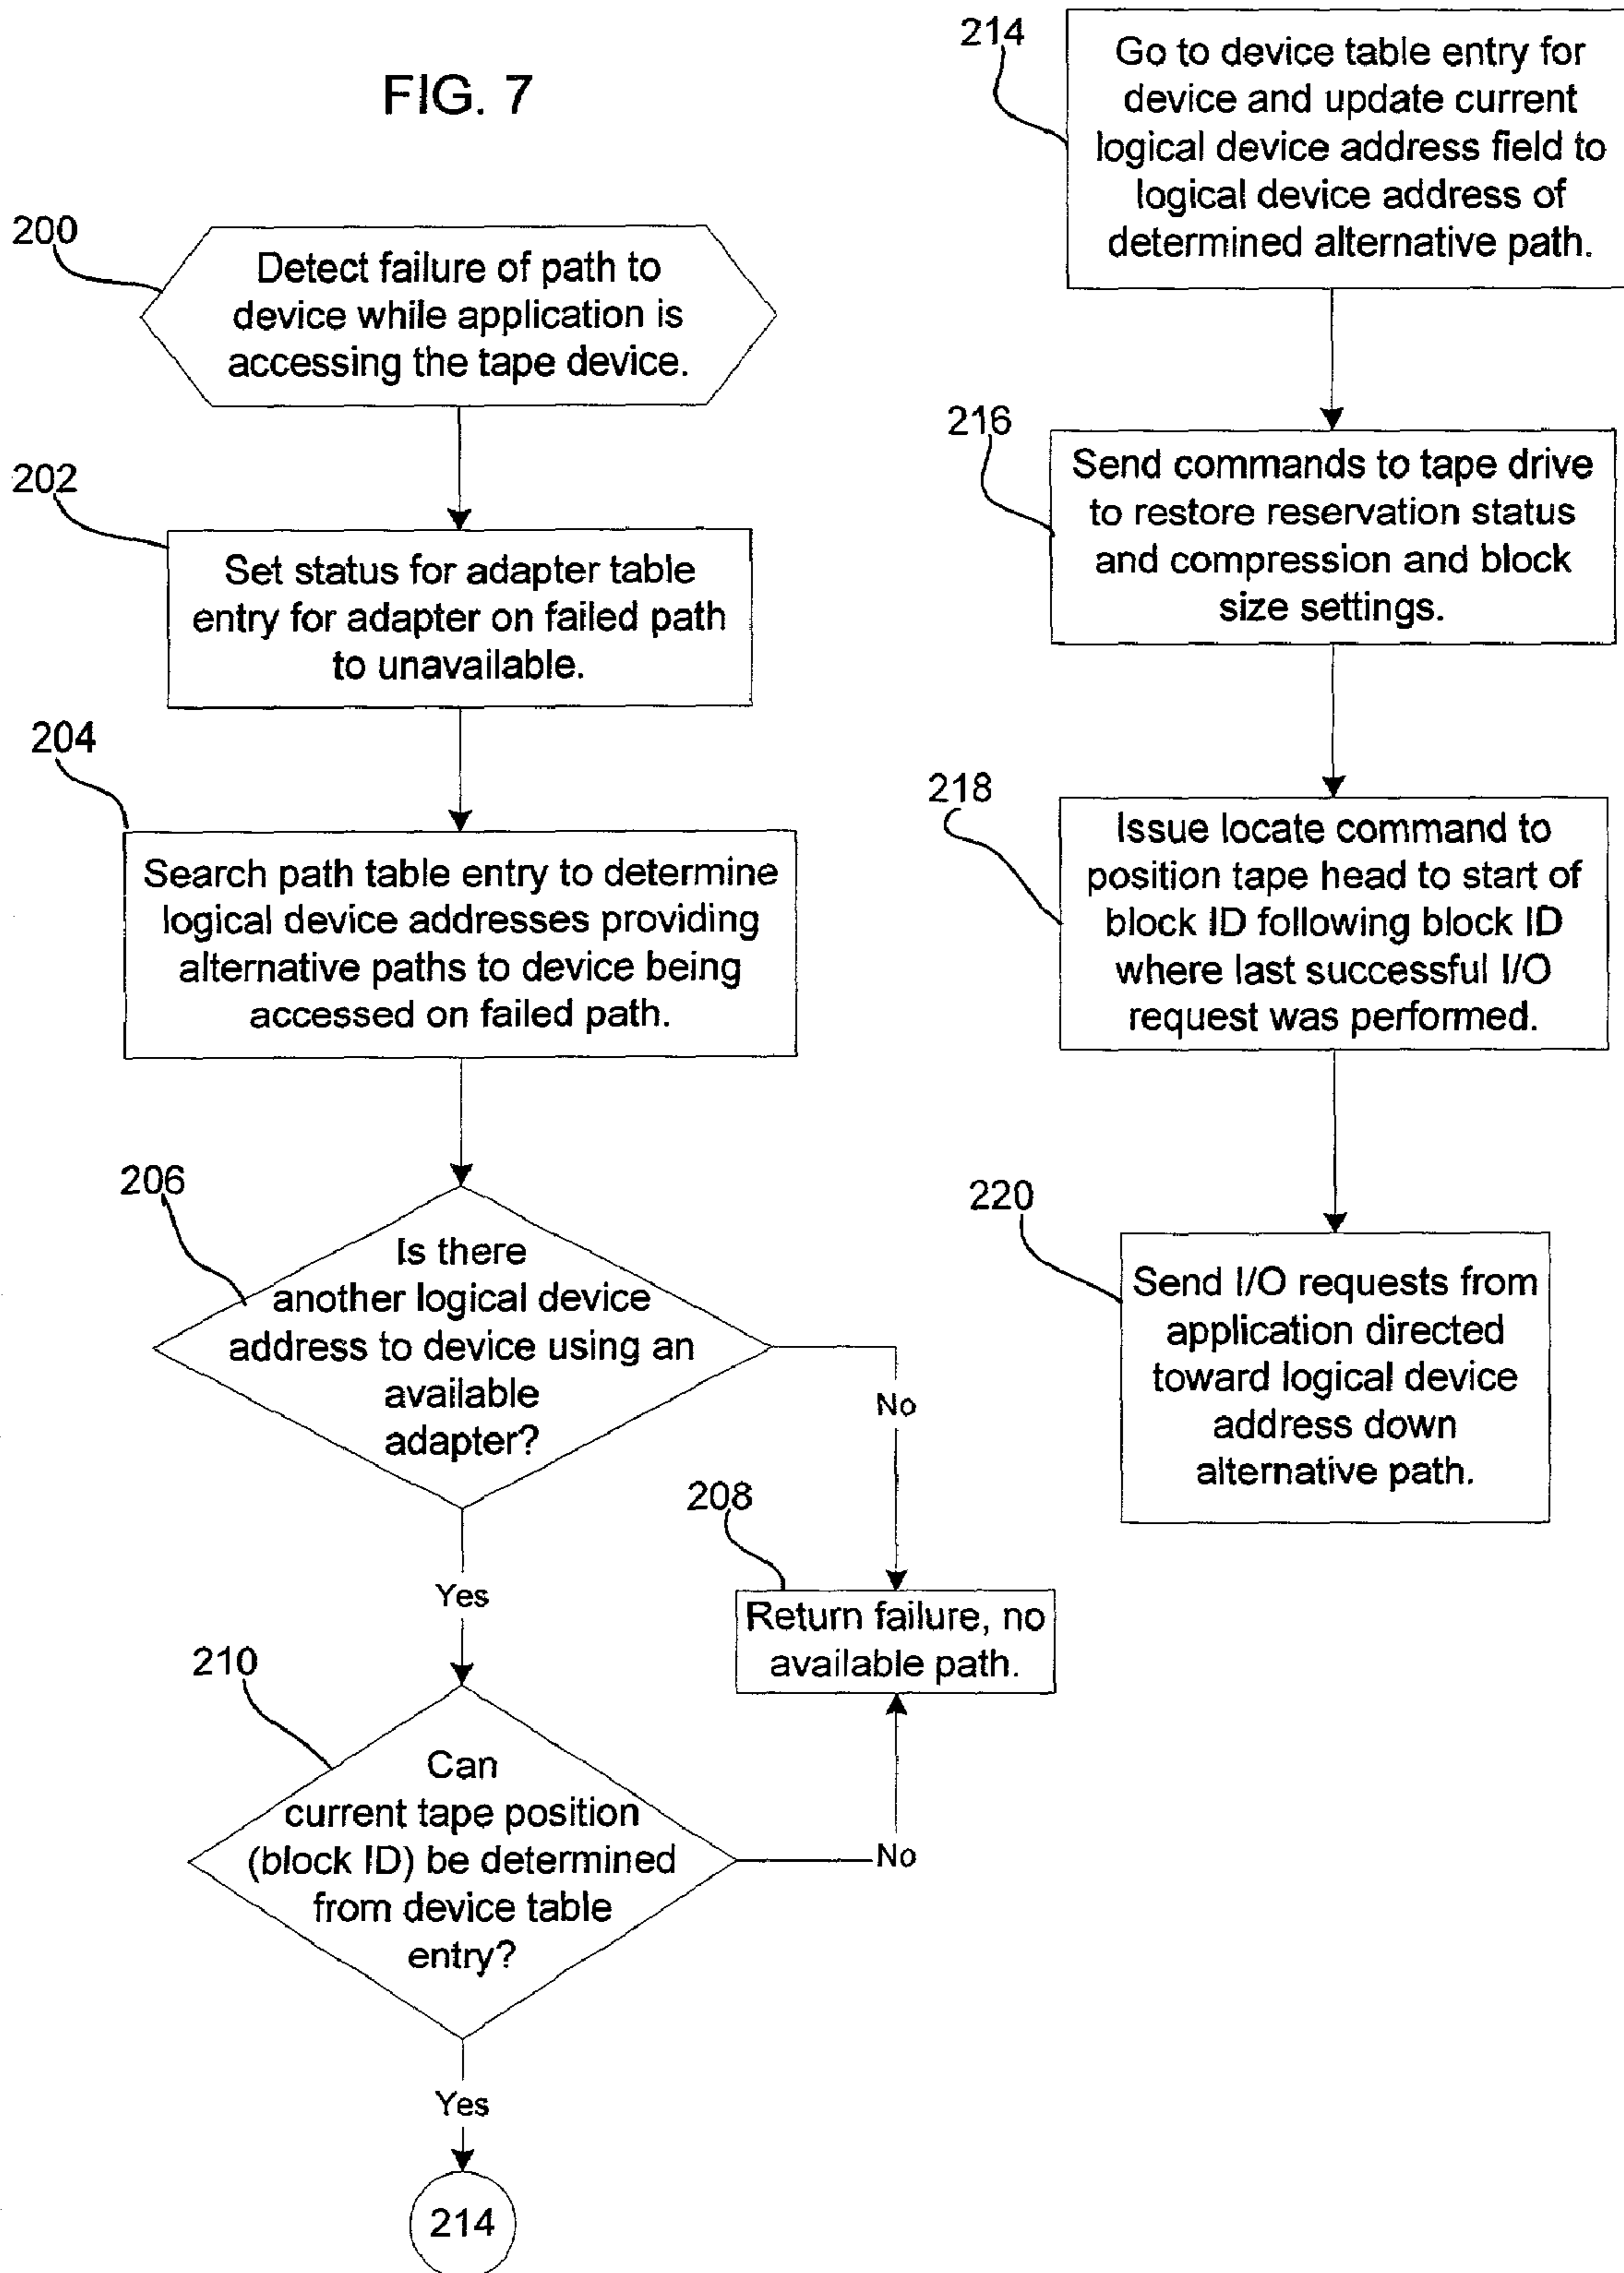 FIG. 7
200
Detect failure of path to
device while application is
accessing the tape device.
202
Set status for adapter table
entry for adapter on failed path
to unavailable.
204
Search path table entry to determine
logical device addresses providing
alternative paths to device being
accessed on failed path.
206
Is there
another logical device
address to device using an
available
adapter?
No
Yes
208
Return failure, no
available path.
210
Can
current tape position
(block ID) be determined
from device table
entry?
No
Yes
214
214
Go to device table entry for
device and update current
logical device address field to
logical device address of
determined alternative path.
216
Send commands to tape drive
to restore reservation status
and compression and block
size settings.
218
Issue locate command to
position tape head to start of
block ID following block ID
where last successful I/O
request was performed.
220
Send I/O requests from
application directed
toward logical device
address down
alternative path.